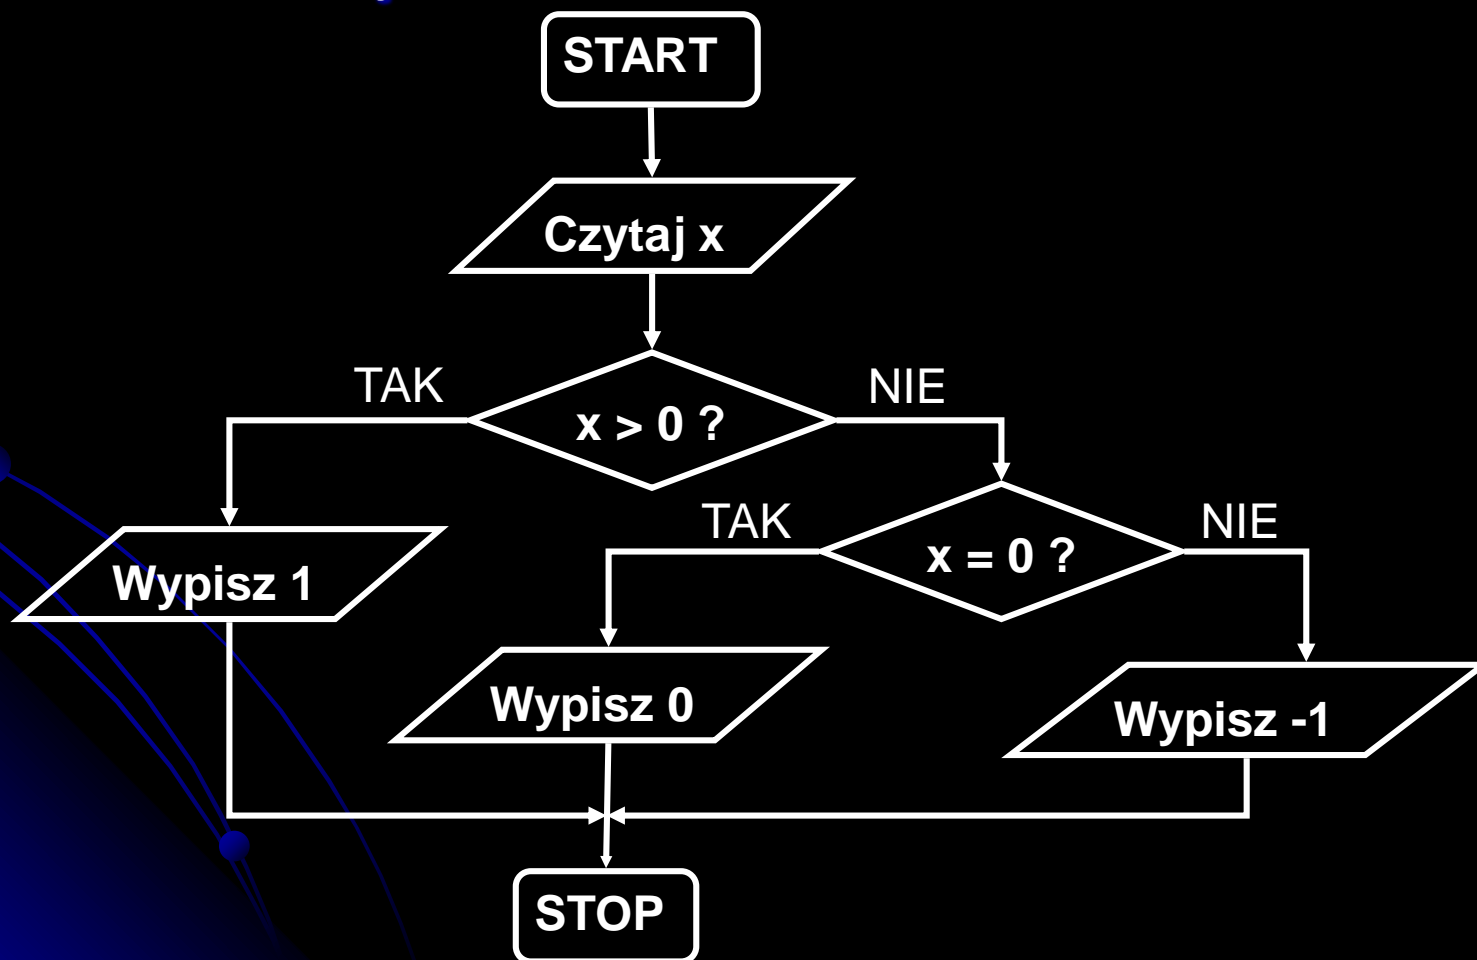 START
Czytaj x
TAK
NIE
x > 0 ?
TAK
NIE
x = 0 ?
Wypisz 1
Wypisz 0
Wypisz -1
STOP